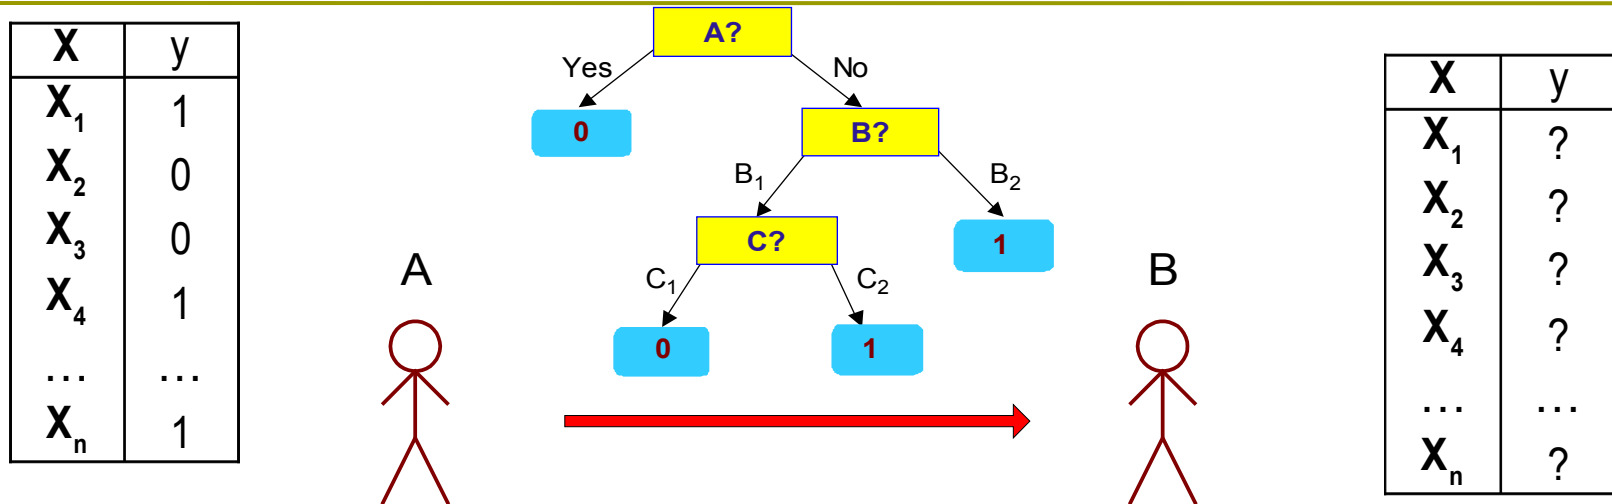 X y
X₁ 1
X₂ 0
X₃ 0
X₄ 1
... ...
Xₙ 1
A?
Yes No
0
B?
B₁ B₂
C?
1
C₁ C₂
0 1
A
B
X y
X₁ ?
X₂ ?
X₃ ?
X₄ ?
... ...
Xₙ ?